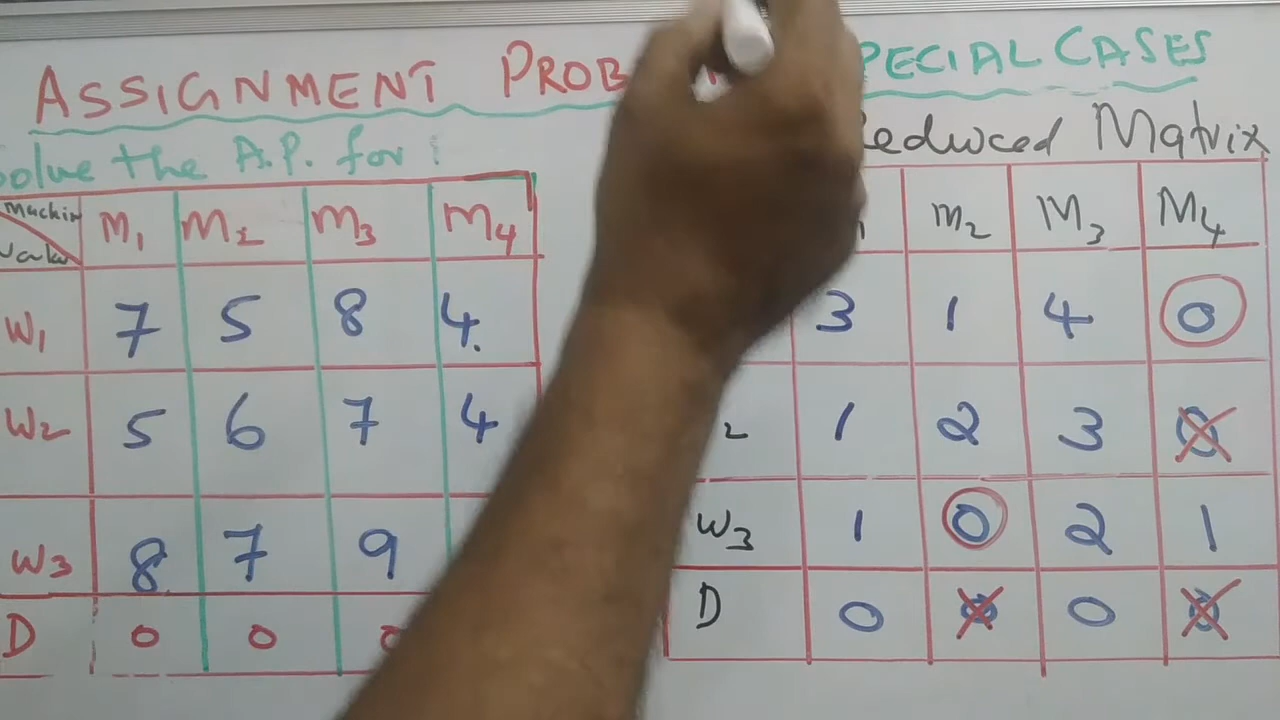 ASSIGNMENT PROB PECIAL CASES
olve the A.P. for :
educed Matrix
Machin M1 M2 M3 M4
W1 7 5 8 4
W2 5 6 7 4
W3 8 7 9
D 0 0
M2 M3 M4
3 1 4 0
2 1 2 3 0
W3 1 0 2 1
D 0 0 0 0